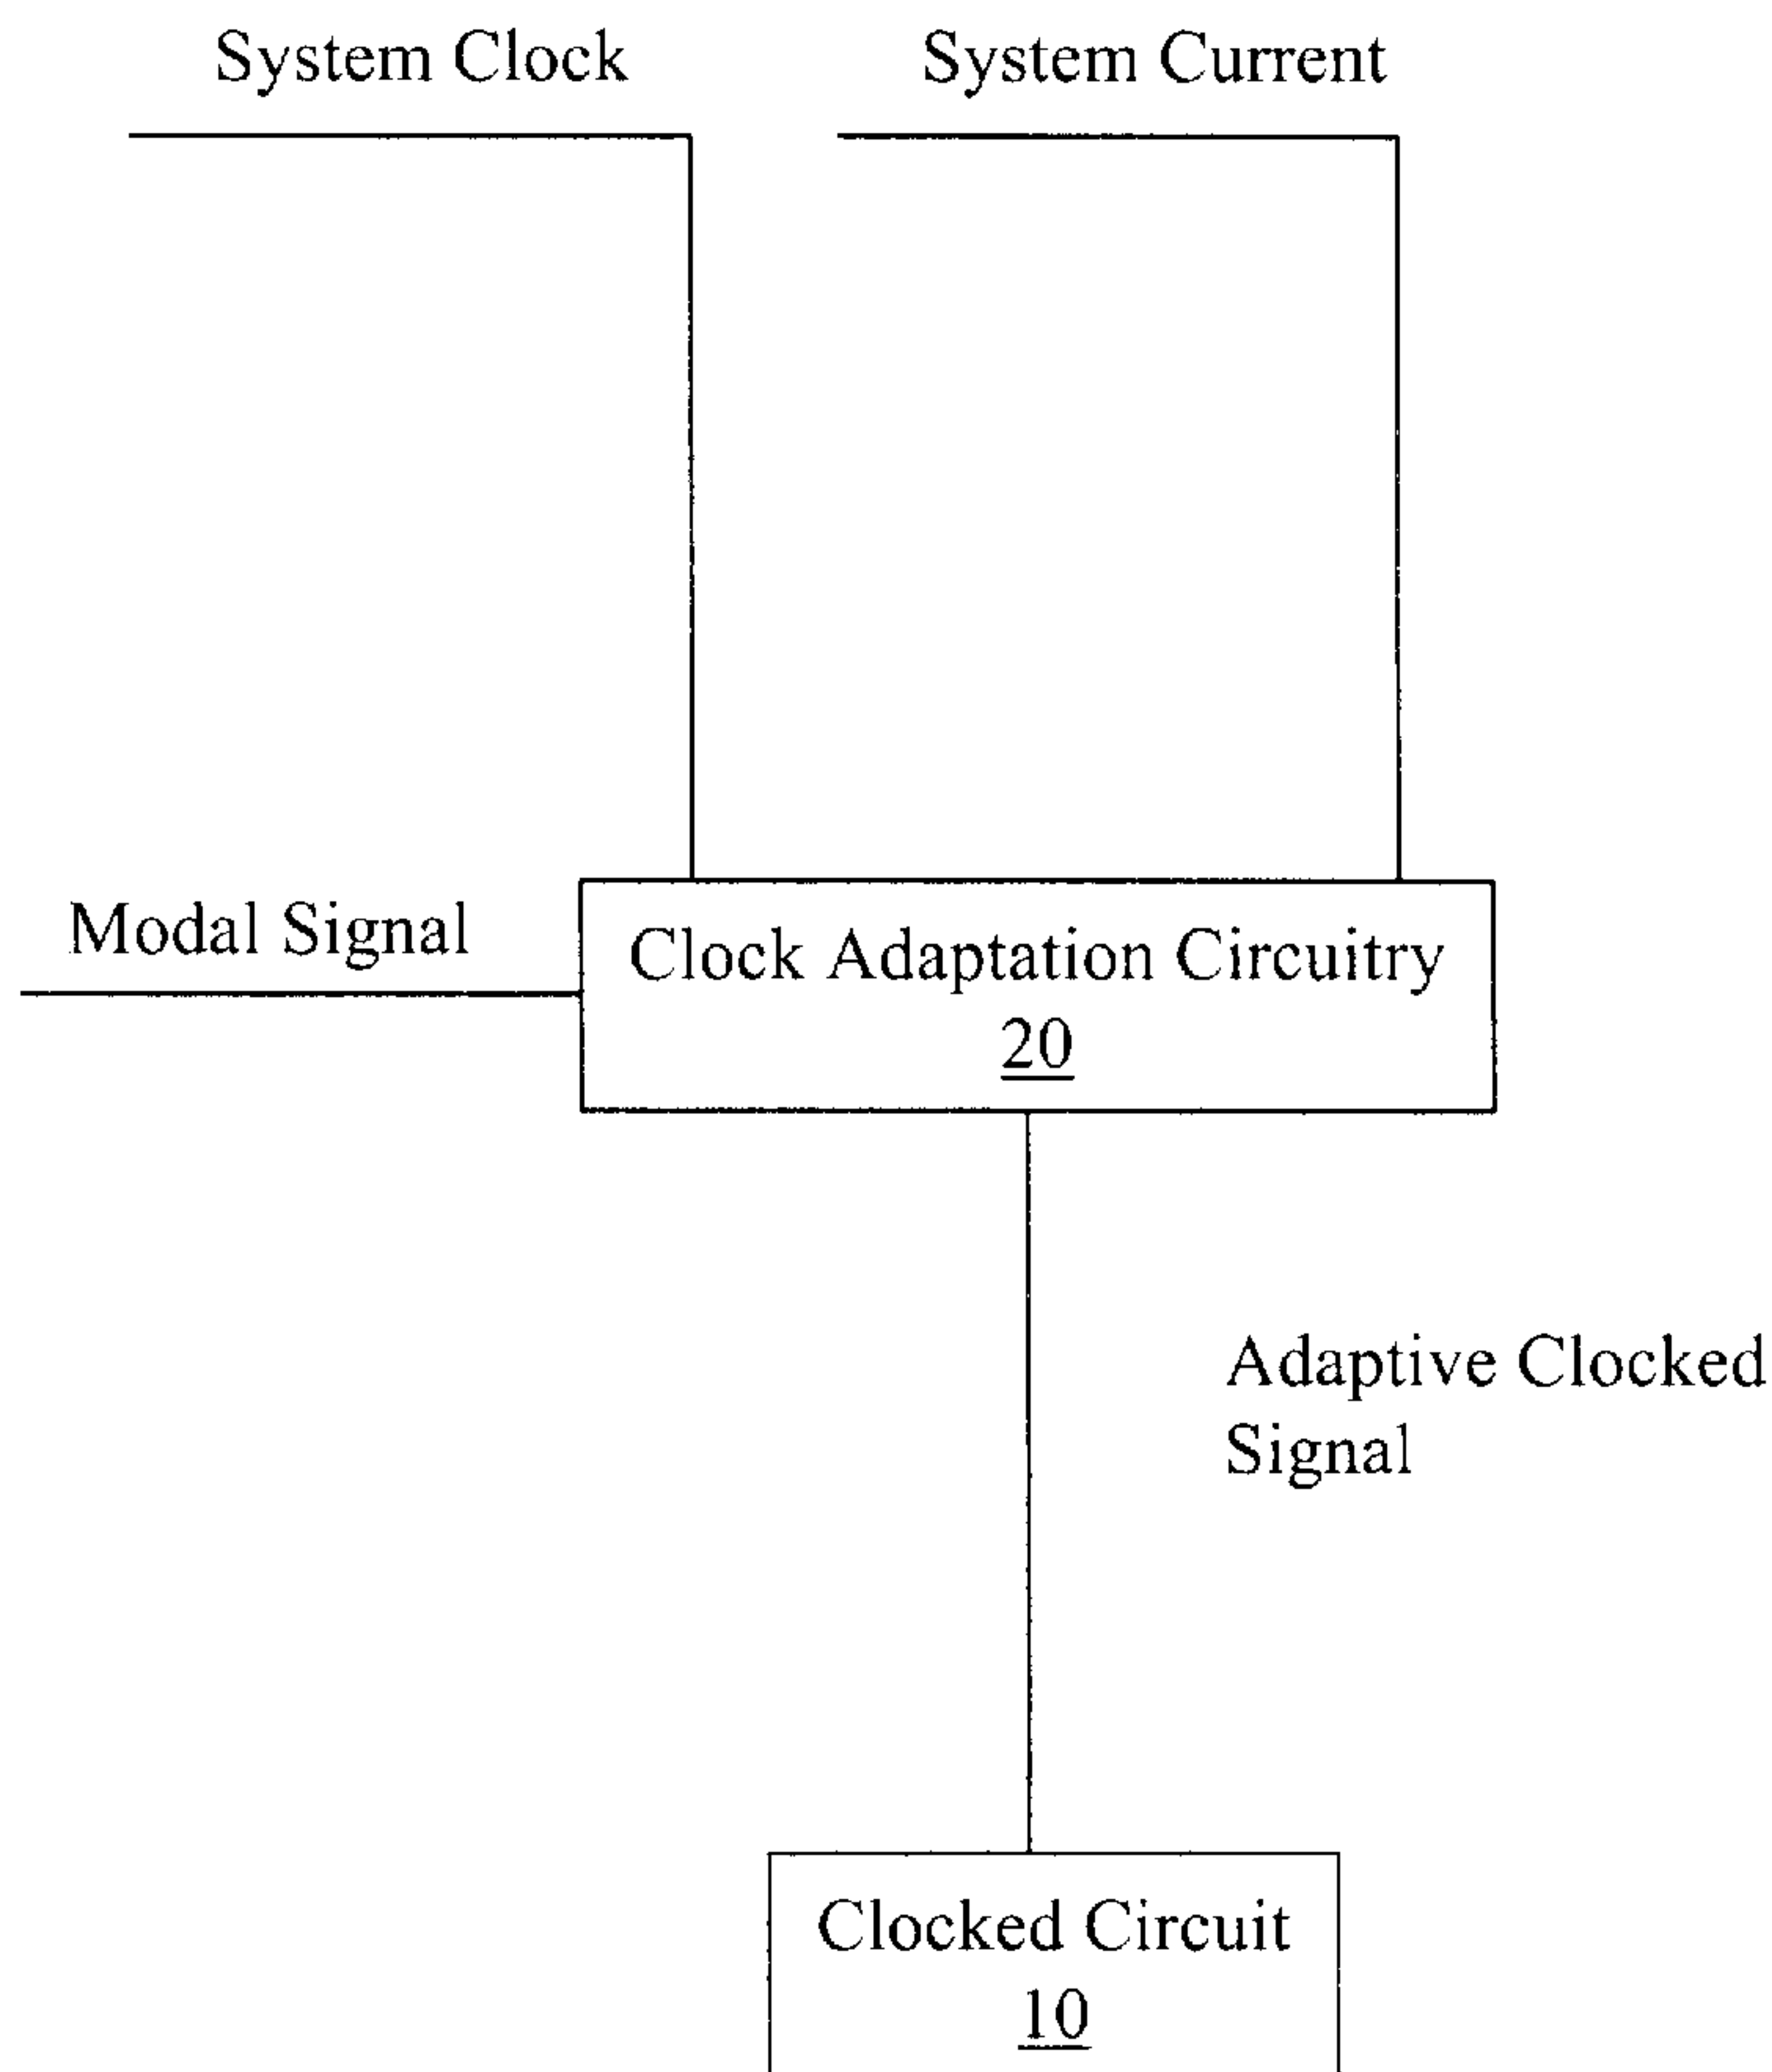 System Clock
System Current
Modal Signal
Clock Adaptation Circuitry
20
Adaptive Clocked
Signal
Clocked Circuit
10